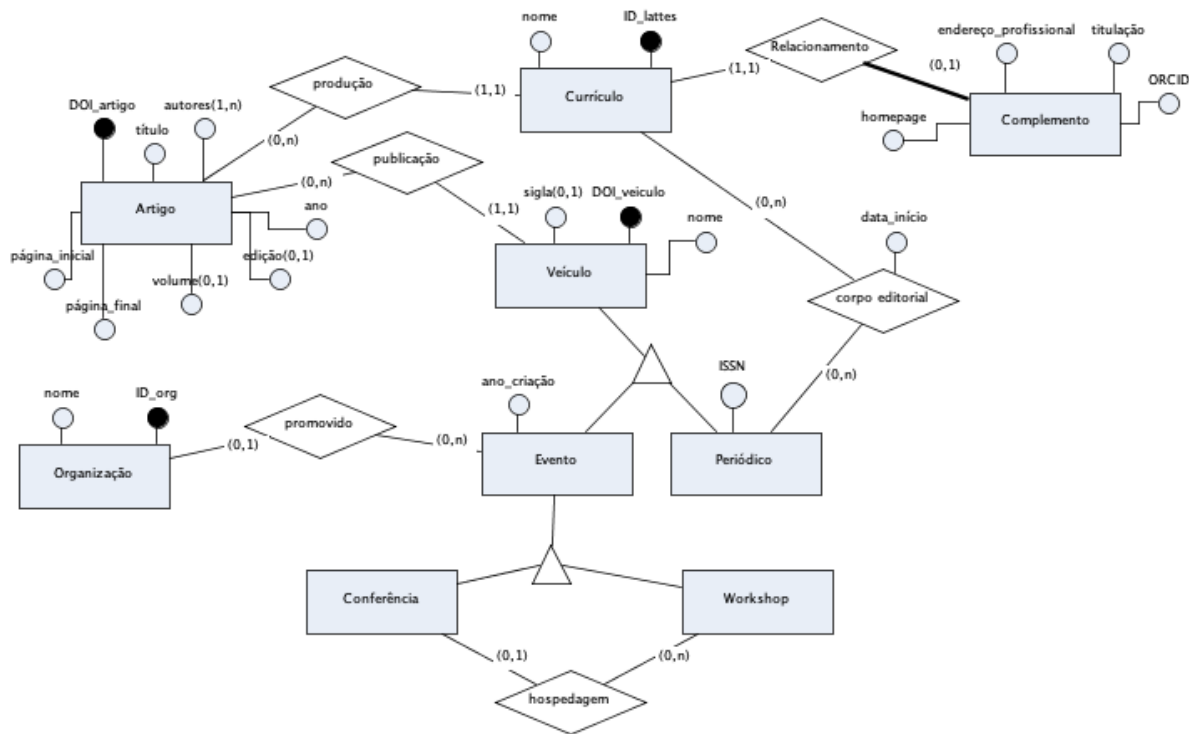 nome
ID_lattes
Relacionamento
endereço_profissional
titulação
(1,1)
(0,1)
ORCID
produção
(1,1)
Currículo
homepage
Complemento
DOI_artigo
autores(1,n)
título
(0,n)
publicação
(0,n)
Artigo
ano
(1,1)
sigla(0,1)
DOI_veiculo
nome
(0,n)
data_início
página_inicial
edição(0,1)
volume(0,1)
página_final
Veículo
corpo editorial
nome
ID_org
ano_criação
ISSN
(0,n)
promovido
(0,1)
(0,n)
Organização
Evento
Periódico
Conferência
Workshop
(0,1)
(0,n)
hospedagem